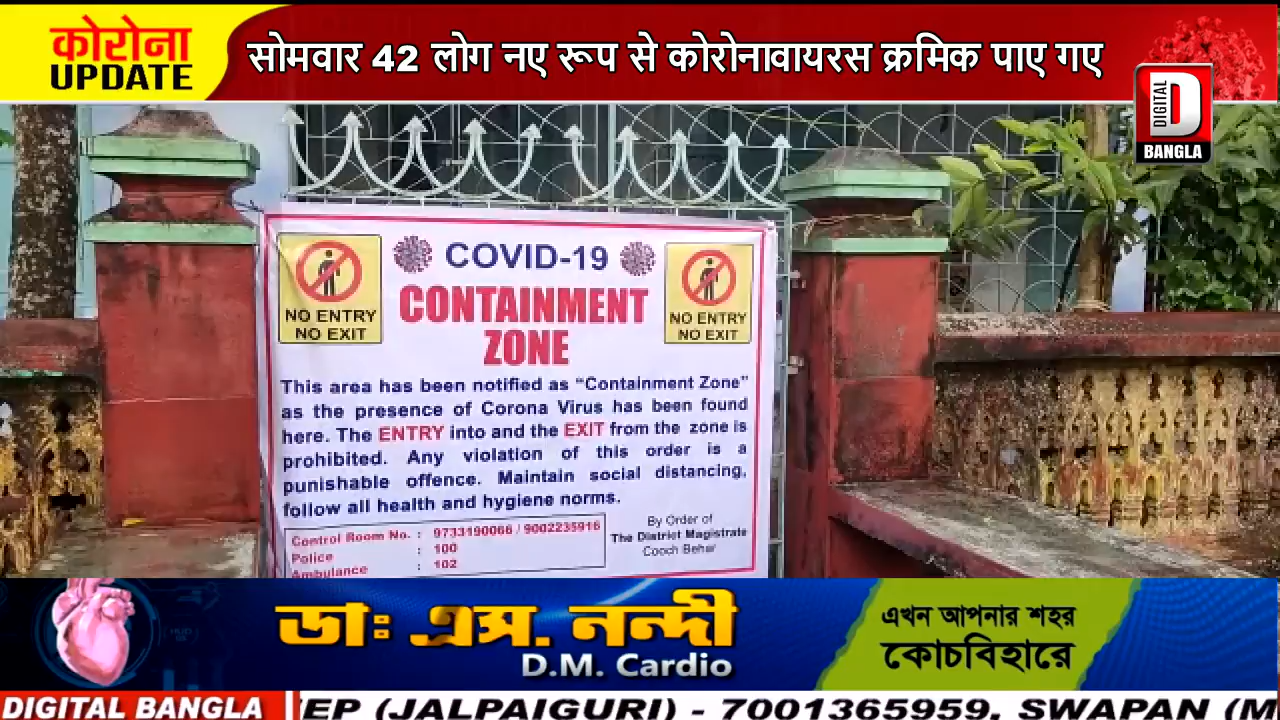 कोरोना
UPDATE
सोमवार 42 लोग नए रूप से कोरोनावायरस क्रमिक पाए गए
DIGITAL
D
BANGLA
COVID-19
CONTAINMENT
ZONE
NO ENTRY
NO EXIT
NO ENTRY
NO EXIT
This area has been notified as “Containment Zone”
as the presence of Corona Virus has been found
here. The ENTRY into and the EXIT from the zone is
prohibited. Any violation of this order is a
punishable offence. Maintain social distancing,
follow all health and hygiene norms.
Control Room No. : 9733190066 / 9002235916
Police : 100
Ambulance : 102
By Order of
The District Magistrate
Cooch Behar
ডাঃ এস. নন্দী
D.M. Cardio
এখন আপনার শহর
কোচবিহারে
DIGITAL BANGLA EP (JALPAIGURI) - 7001365959, SWAPAN (M